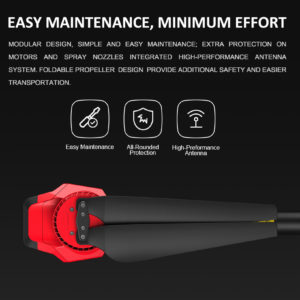 EASY MAINTENANCE, MINIMUM EFFORT
MODULAR DESIGN, SIMPLE AND EASY MAINTENANCE; EXTRA PROTECTION ON
MOTORS AND SPRAY NOZZLES INTEGRATED HIGH-PERFORMANCE ANTENNA
SYSTEM. FOLDABLE PROPELLER DESIGN PROVIDE ADDITIONAL SAFETY AND EASIER
TRANSPORTATION.
Easy Maintenance
All-Rounded
Protection
High-Preformance
Antenna